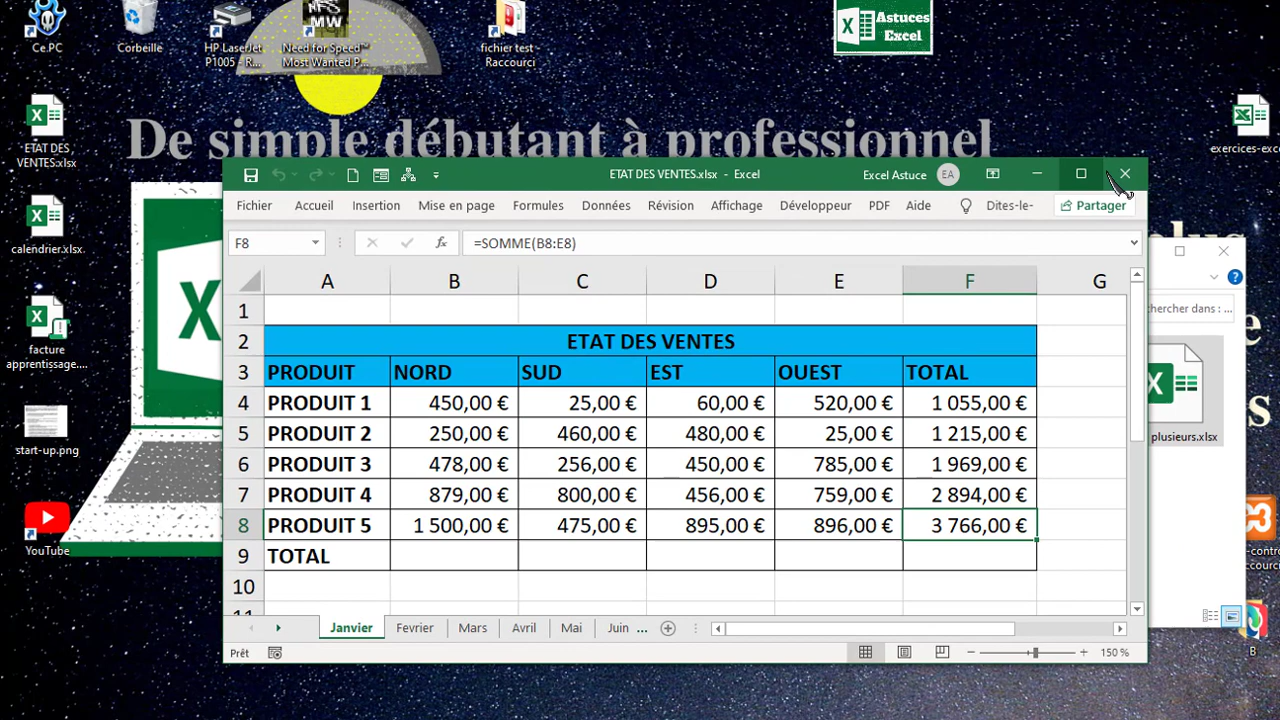 Ce.PC
Corbeille
HP LaserJet
P1005 - R...
Need for Speed™
Most Wanted P...
fichier test
Raccourci
Astuces
Excel
ETAT DES
VENTES.xlsx
De simple débutant à professionnel
calendrier.xlsx
facture
apprentissage....
start-up.png
YouTube
ETAT DES VENTES.xlsx - Excel
Excel Astuce
EA
Fichier Accueil Insertion Mise en page Formules Données Révision Affichage Développeur PDF Aide Dites-le- Partager
F8 fx =SOMME(B8:E8)
A B C D E F G
1
2 ETAT DES VENTES
3 PRODUIT NORD SUD EST OUEST TOTAL
4 PRODUIT 1 450,00 € 25,00 € 60,00 € 520,00 € 1 055,00 €
5 PRODUIT 2 250,00 € 460,00 € 480,00 € 25,00 € 1 215,00 €
6 PRODUIT 3 478,00 € 256,00 € 450,00 € 785,00 € 1 969,00 €
7 PRODUIT 4 879,00 € 800,00 € 456,00 € 759,00 € 2 894,00 €
8 PRODUIT 5 1 500,00 € 475,00 € 895,00 € 896,00 € 3 766,00 €
9 TOTAL
10
Janvier Fevrier Mars Avril Mai Juin ...
Prêt
150 %
chercher dans : ...
plusieurs.xlsx
exercices-exce
-contro
ccourc
B